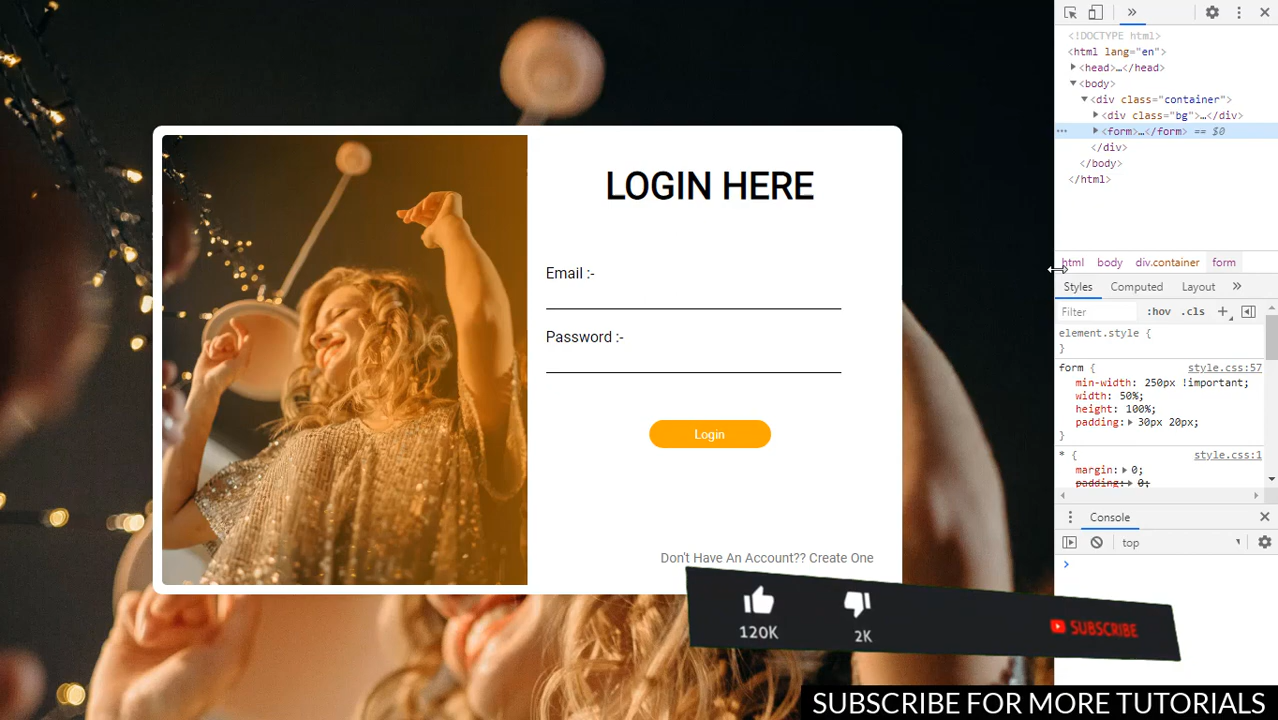 <!DOCTYPE html>
<html lang="en">
<head>…</head>
<body>
<div class="container">
<div class="bg">…</div>
<form>…</form> == $0
</div>
</body>
</html>
html body div.container form
Styles Computed Layout
Filter :hov .cls
element.style {
}
form { style.css:57
min-width: 250px !important;
width: 50%;
height: 100%;
padding: 30px 20px;
}
* { style.css:1
margin: 0;
padding: 0;
Console
top
LOGIN HERE
Email :-
Password :-
Login
Don't Have An Account?? Create One
120K
2K
SUBSCRIBE
SUBSCRIBE FOR MORE TUTORIALS